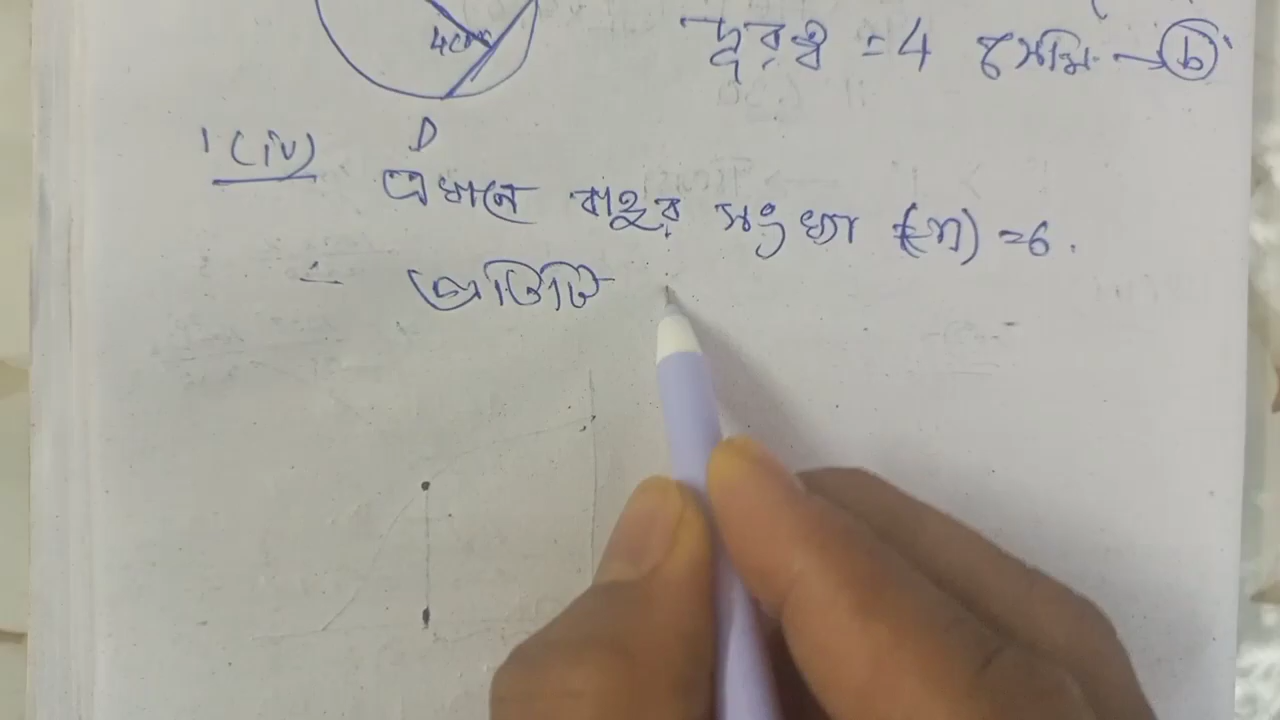 4cm
দূরত্ব = 4 সেমি. → (b)
D
1(iv) এখানে বাহুর সংখ্যা (n) = 6.
∴ প্রতিটি